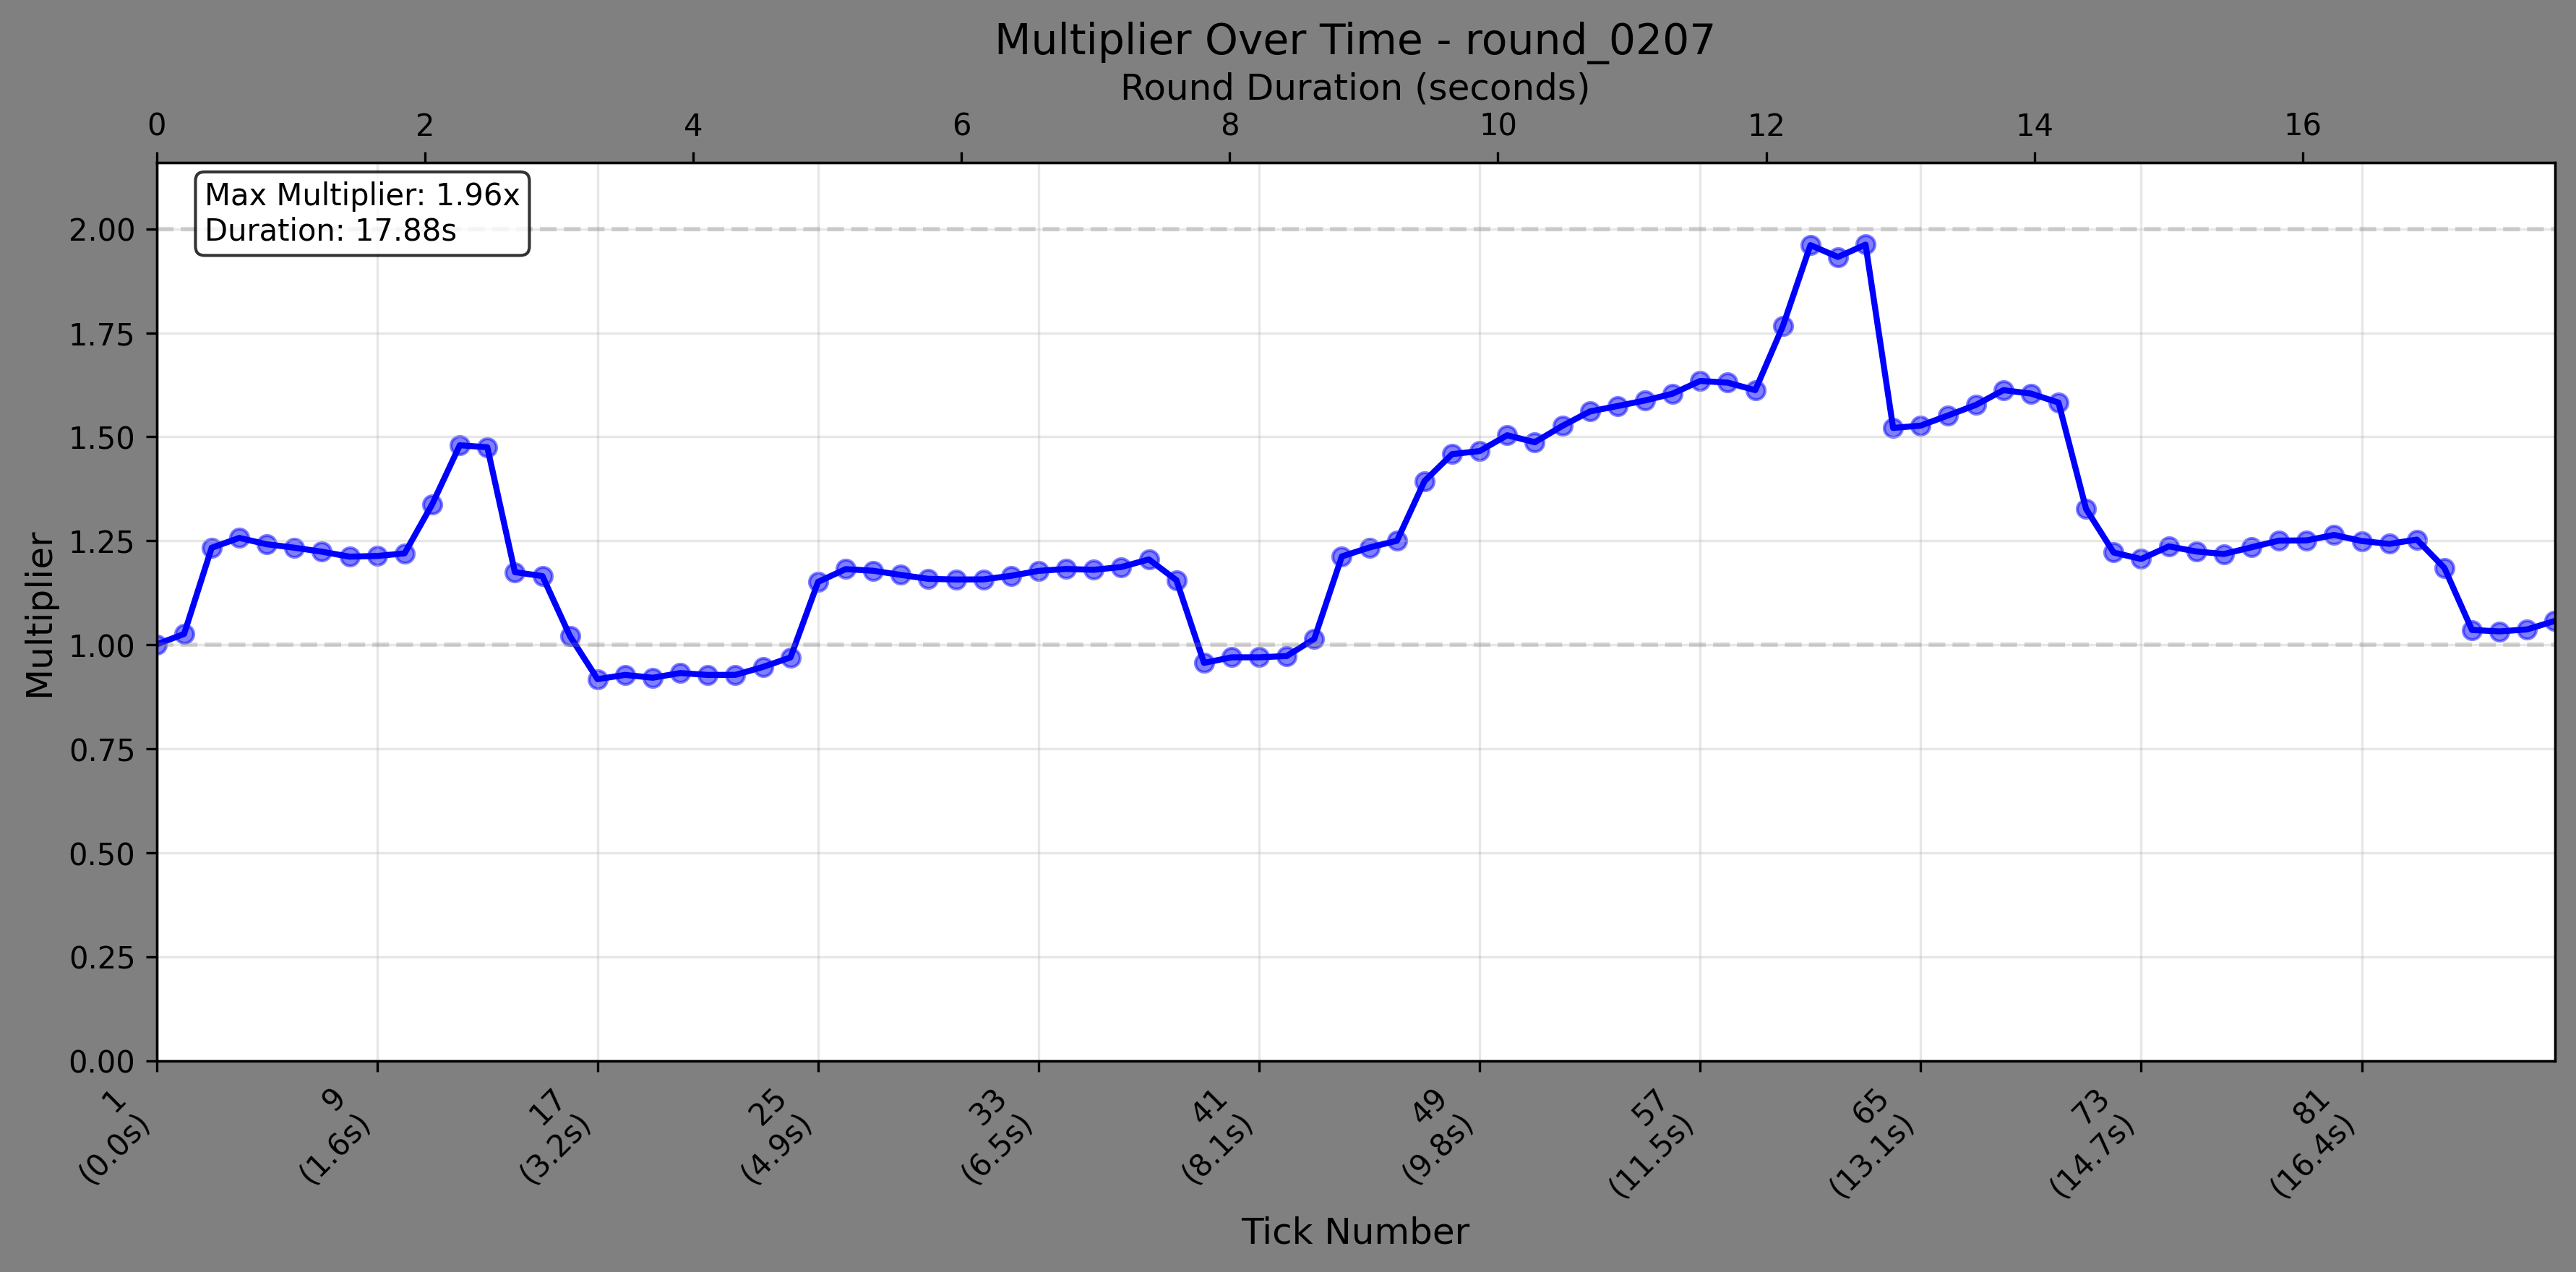 Multiplier Over Time - round_0207
Round Duration (seconds)
0 2 4 6 8 10 12 14 16
Max Multiplier: 1.96x
Duration: 17.88s
Multiplier
2.00
1.75
1.50
1.25
1.00
0.75
0.50
0.25
0.00
1
(0.0s)
9
(1.6s)
17
(3.2s)
25
(4.9s)
33
(6.5s)
41
(8.1s)
49
(9.8s)
57
(11.5s)
65
(13.1s)
73
(14.7s)
81
(16.4s)
Tick Number